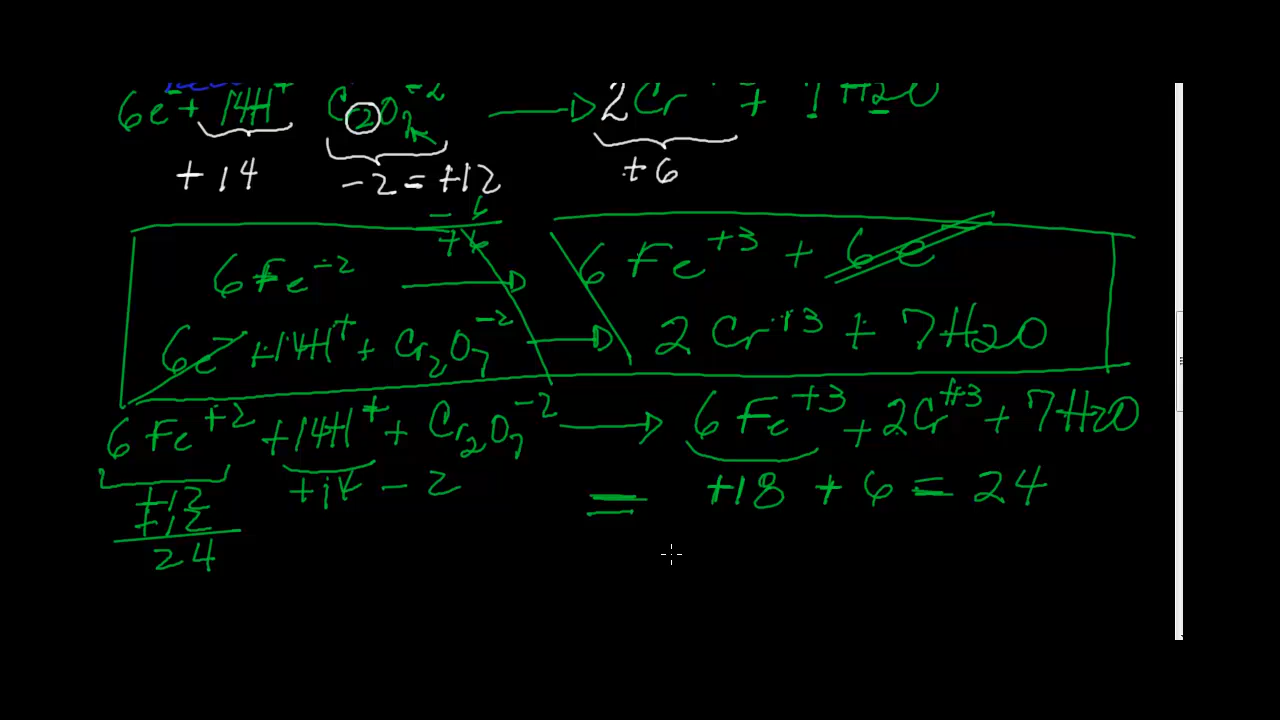 6e⁻ + 14H⁺ Cr₂O₇⁻² → 2Cr + 7H2O
+14 -2 = +12 +6
-6
+6
6Fe⁻² → 6Fe⁺³ + 6e
6e⁻ +14H⁺ + Cr₂O₇⁻² → 2Cr⁺³ + 7H2O
6Fe⁺² +14H⁺ + Cr₂O₇⁻² → 6Fe⁺³ + 2Cr⁺³ + 7H2O
+12 +14 -2 = +18 + 6 = 24
+12
24